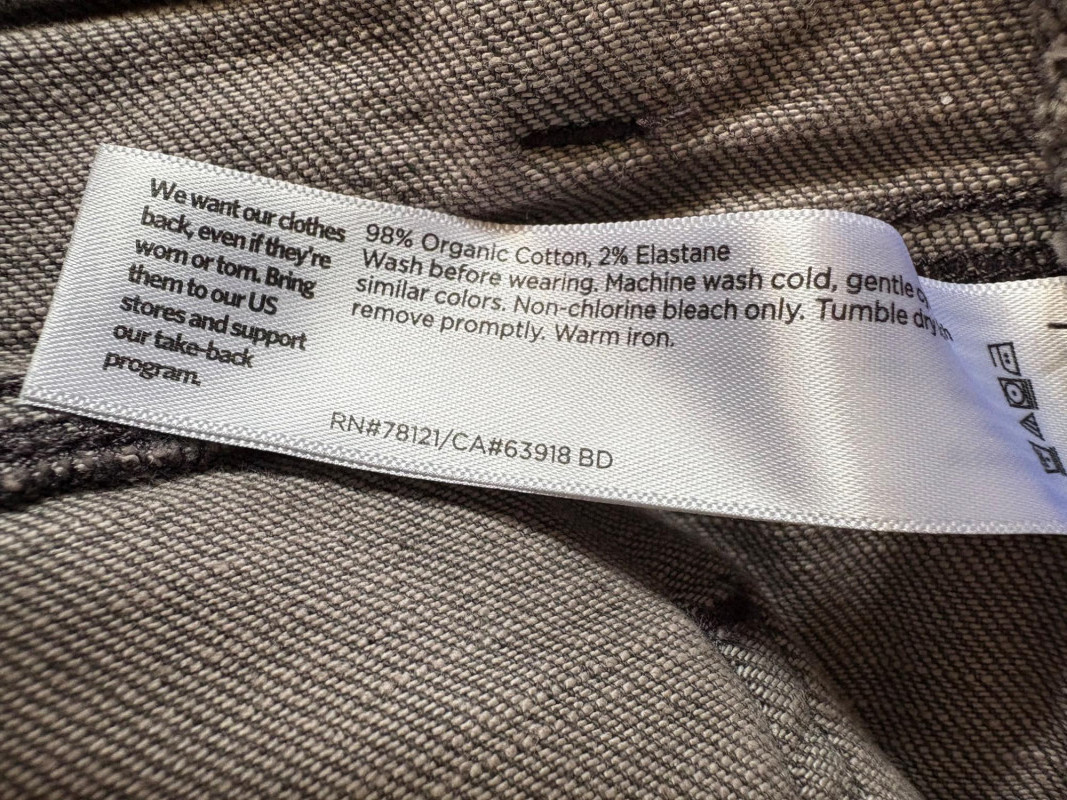 We want our clothes
back, even if they're
worn or torn. Bring
them to our US
stores and support
our take-back
program.
98% Organic Cotton, 2% Elastane
Wash before wearing. Machine wash cold, gentle
similar colors. Non-chlorine bleach only. Tumble dry
remove promptly. Warm iron.
RN#78121/CA#63918 BD